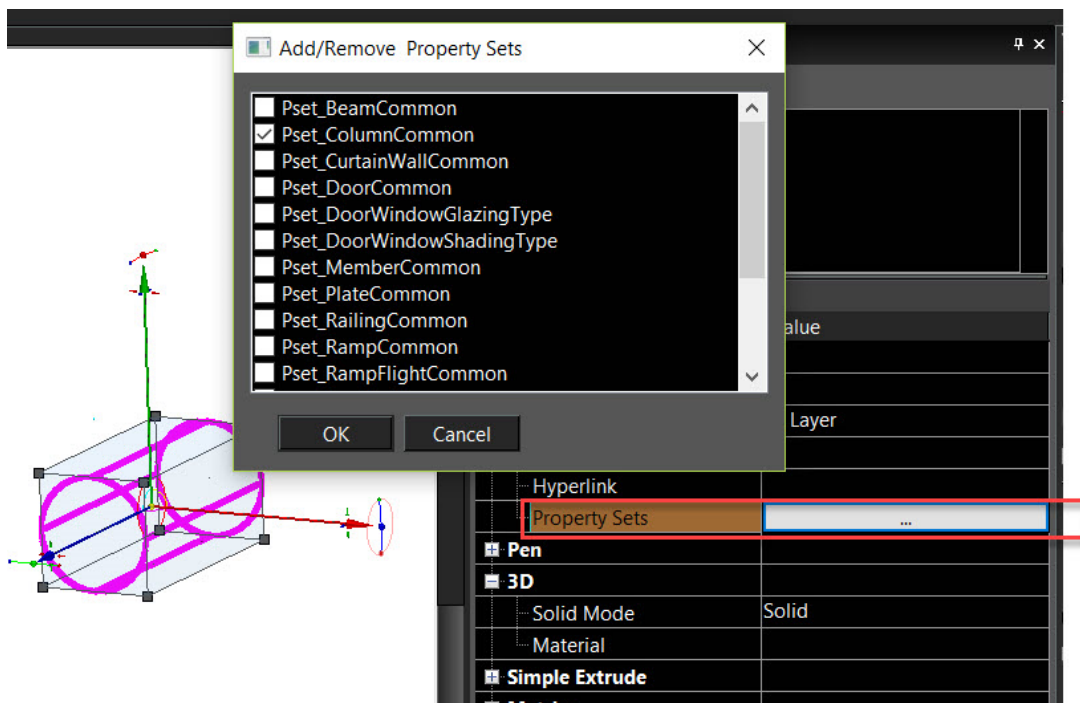 Add/Remove Property Sets
Pset_BeamCommon
Pset_ColumnCommon
Pset_CurtainWallCommon
Pset_DoorCommon
Pset_DoorWindowGlazingType
Pset_DoorWindowShadingType
Pset_MemberCommon
Pset_PlateCommon
Pset_RailingCommon
Pset_RampCommon
Pset_RampFlightCommon
OK Cancel
alue
Layer
Hyperlink
Property Sets ...
Pen
3D
Solid Mode Solid
Material
Simple Extrude